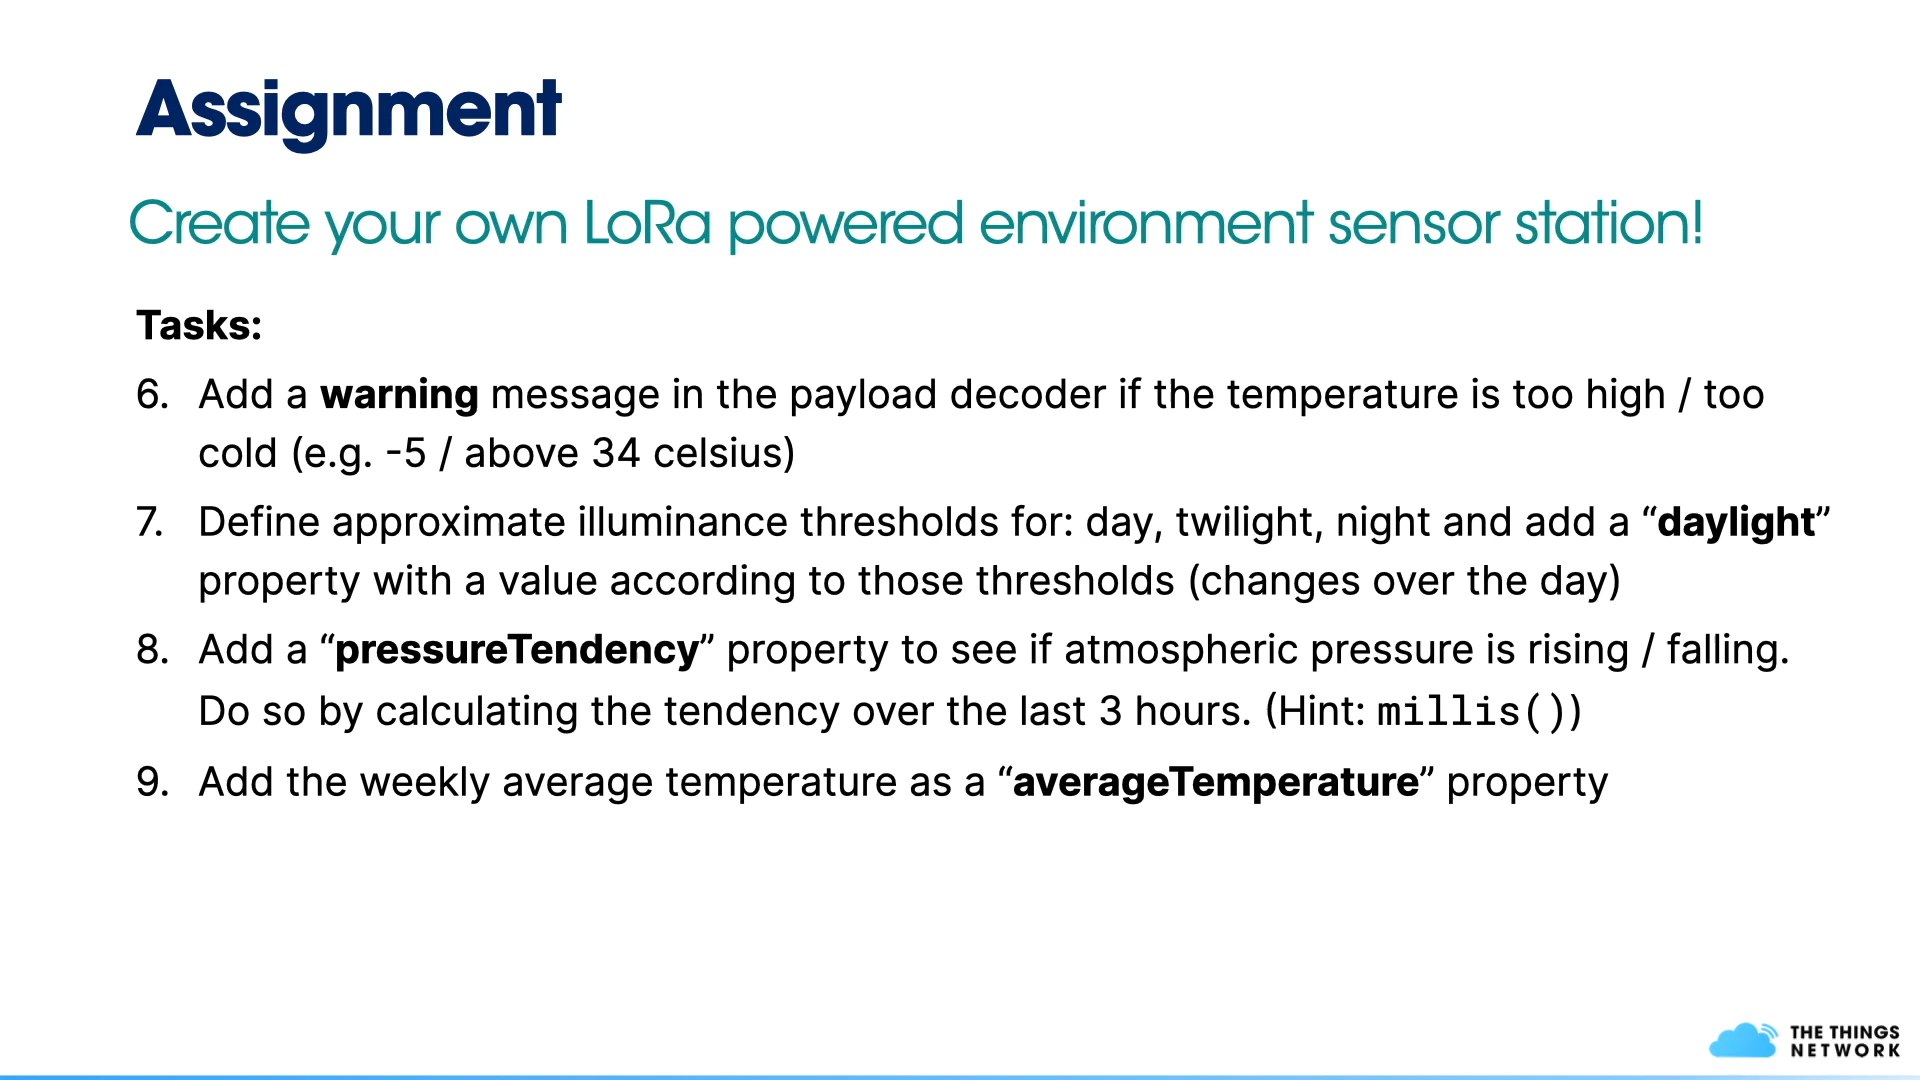 Assignment
Create your own LoRa powered environment sensor station!
Tasks:
6. Add a warning message in the payload decoder if the temperature is too high / too
cold (e.g. -5 / above 34 celsius)
7. Define approximate illuminance thresholds for: day, twilight, night and add a “daylight”
property with a value according to those thresholds (changes over the day)
8. Add a “pressureTendency” property to see if atmospheric pressure is rising / falling.
Do so by calculating the tendency over the last 3 hours. (Hint: millis())
9. Add the weekly average temperature as a “averageTemperature” property
THE THINGS
NETWORK